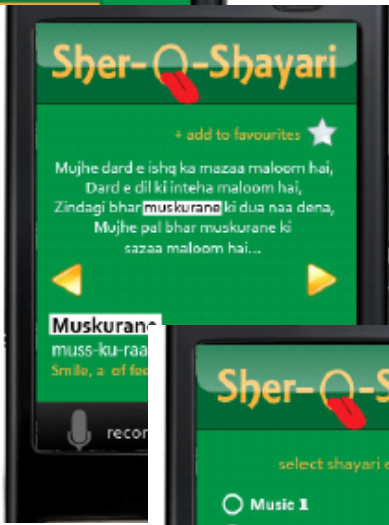 Sher-O-Shayari
+ add to favourites
Mujhe dard e ishq ka mazaa maloom hai,
Dard e dil ki inteha maloom hai,
Zindagi bhar muskurane ki dua naa dena,
Mujhe pal bhar muskurane ki
sazaa maloom hai...
Muskurane
muss-ku-raa
Smile, a of fee
recor
Sher-O-S
select shayari e
Music 1